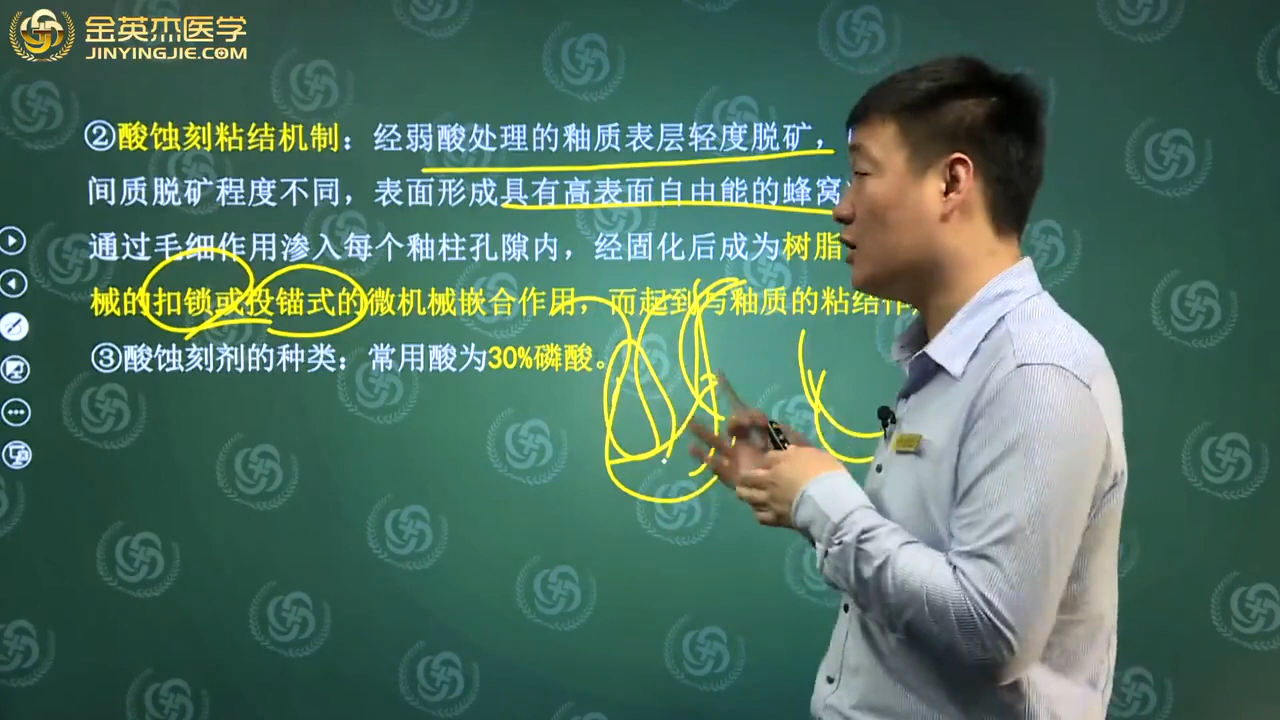 金英杰医学
JINYINGJIE.COM
②酸蚀刻粘结机制：经弱酸处理的釉质表层轻度脱矿，
间质脱矿程度不同，表面形成具有高表面自由能的蜂窝
通过毛细作用渗入每个釉柱孔隙内，经固化后成为树脂
械的扣锁或投锚式的微机械嵌合作用，而起到与釉质的粘结作
③酸蚀刻剂的种类：常用酸为30%磷酸。